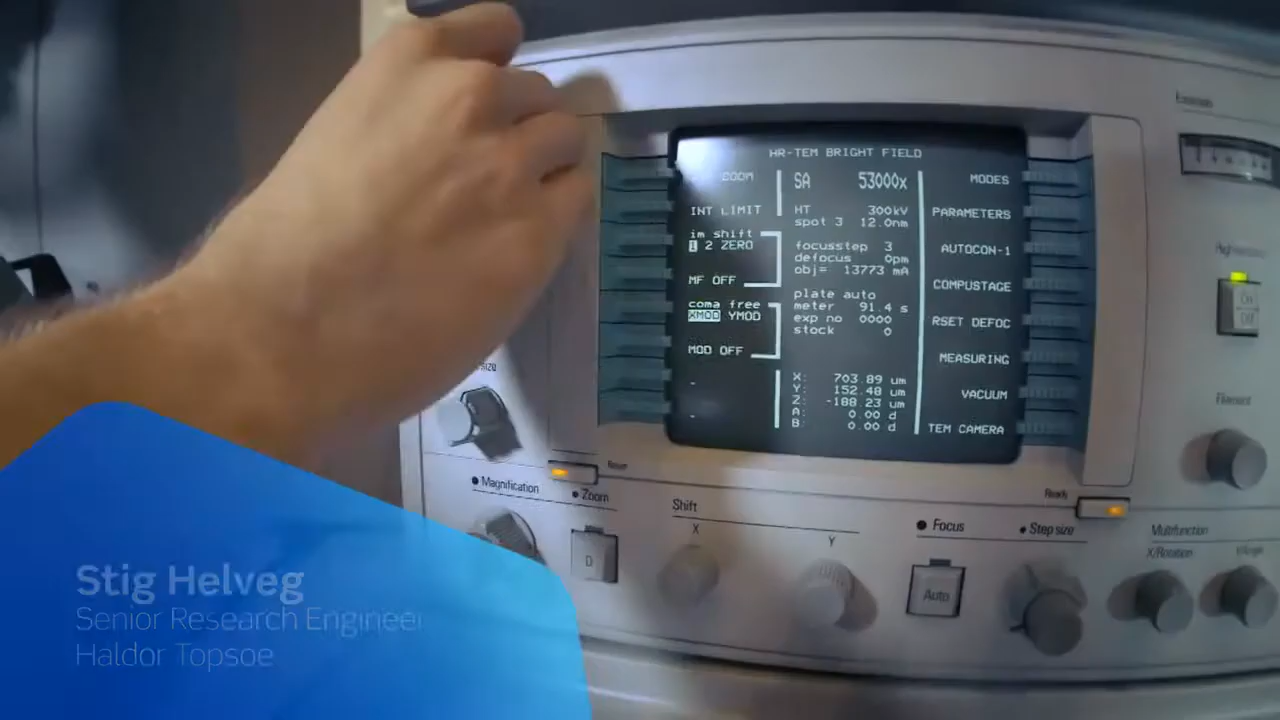 HR-TEM BRIGHT FIELD
ZOOM
INT LIMIT
im shift
1 2 ZERO
MF OFF
coma free
XMOD YMOD
MOD OFF
SA 53000x
HT 300kV
spot 3 12.0nm
focusstep 3
defocus 0pm
obj= 13773 mA
plate auto
meter 91.4 s
exp no 0000
stock 0
X: 703.89 um
Y: 152.48 um
Z: -188.23 um
A: 0.00 d
B: 0.00 d
MODES
PARAMETERS
AUTOCON-1
COMPUSTAGE
RSET DEFOC
MEASURING
VACUUM
TEM CAMERA
Filament
Reset
Ready
Magnification
Zoom
D
Shift
X
Y
Focus
Step size
Auto
Multifunction
X/Rotation
On
Off
Stig Helveg
Senior Research Engineer
Haldor Topsoe